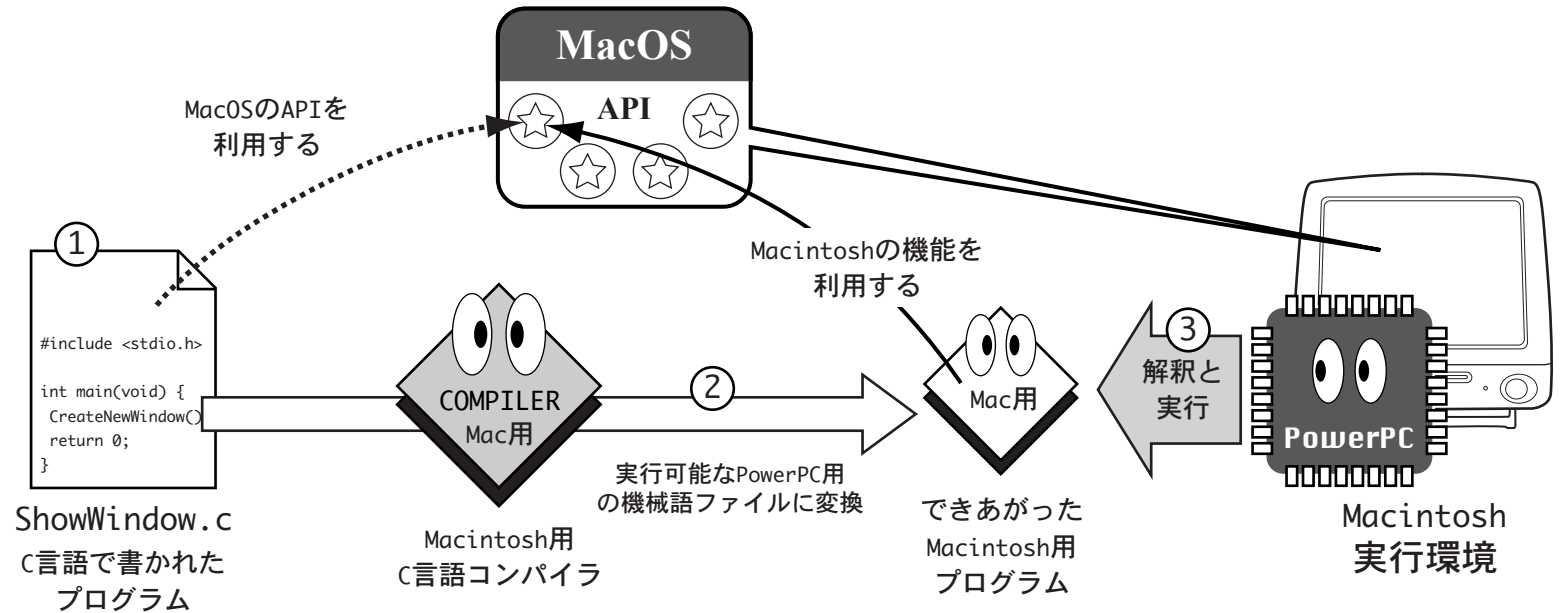 MacOS
API
MacOSのAPIを
利用する
Macintoshの機能を
利用する
1
#include <stdio.h>
int main(void) {
CreateNewWindow()
return 0;
}
ShowWindow.c
C言語で書かれた
プログラム
COMPILER
Mac用
Macintosh用
C言語コンパイラ
2
実行可能なPowerPC用
の機械語ファイルに変換
Mac用
できあがった
Macintosh用
プログラム
3
解釈と
実行
PowerPC
Macintosh
実行環境